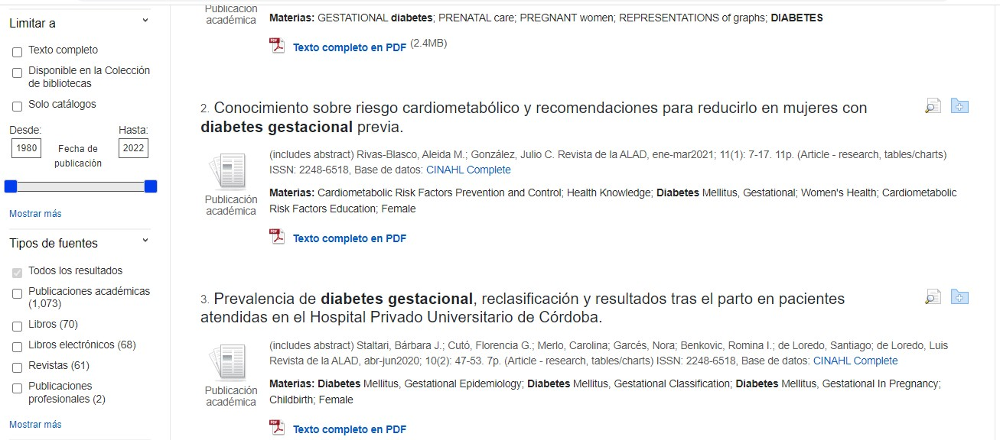 Limitar a
Texto completo
Disponible en la Colección
de bibliotecas
Solo catálogos
Desde:
Hasta:
1980
Fecha de
publicación
2022
Mostrar más
Tipos de fuentes
Todos los resultados
Publicaciones académicas
(1,073)
Libros (70)
Libros electrónicos (68)
Revistas (61)
Publicaciones
profesionales (2)
Mostrar más
Publicación
académica
Materias: GESTATIONAL diabetes; PRENATAL care; PREGNANT women; REPRESENTATIONS of graphs; DIABETES
PDF
Texto completo en PDF (2.4MB)
2. Conocimiento sobre riesgo cardiometabólico y recomendaciones para reducirlo en mujeres con
diabetes gestacional previa.
Publicación
académica
(includes abstract) Rivas-Blasco, Aleida M.; González, Julio C. Revista de la ALAD, ene-mar2021; 11(1): 7-17. 11p. (Article - research, tables/charts)
ISSN: 2248-6518, Base de datos: CINAHL Complete
Materias: Cardiometabolic Risk Factors Prevention and Control; Health Knowledge; Diabetes Mellitus, Gestational; Women's Health; Cardiometabolic
Risk Factors Education; Female
PDF
Texto completo en PDF
3. Prevalencia de diabetes gestacional, reclasificación y resultados tras el parto en pacientes
atendidas en el Hospital Privado Universitario de Córdoba.
Publicación
académica
(includes abstract) Staltari, Bárbara J.; Cutó, Florencia G.; Merlo, Carolina; Garcés, Nora; Benkovic, Romina I.; de Loredo, Santiago; de Loredo, Luis
Revista de la ALAD, abr-jun2020; 10(2): 47-53. 7p. (Article - research, tables/charts) ISSN: 2248-6518, Base de datos: CINAHL Complete
Materias: Diabetes Mellitus, Gestational Epidemiology; Diabetes Mellitus, Gestational Classification; Diabetes Mellitus, Gestational In Pregnancy;
Childbirth; Female
PDF
Texto completo en PDF